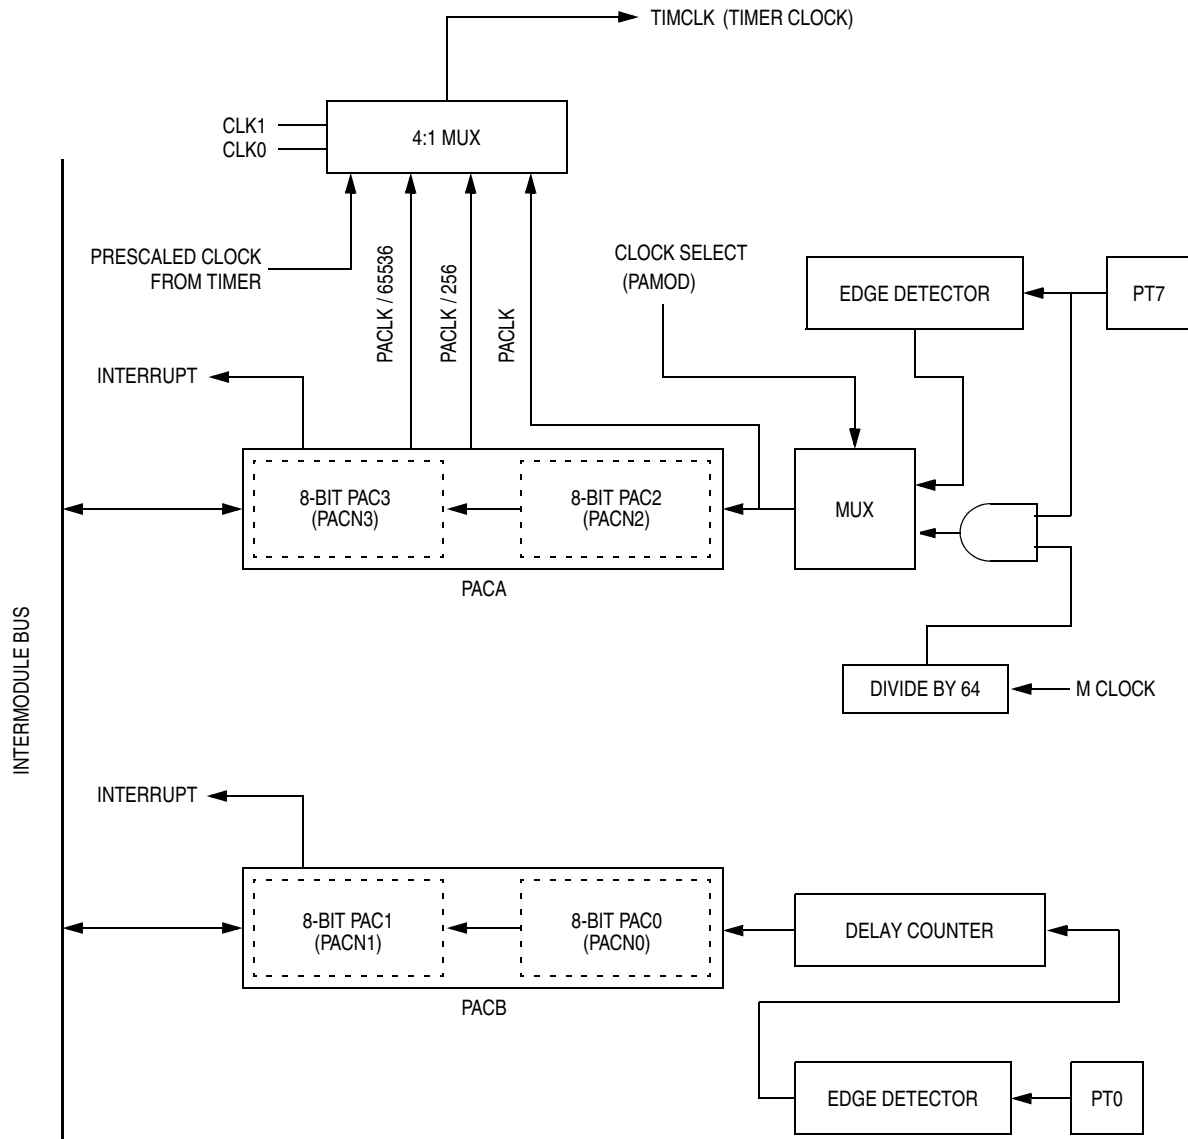 TIMCLK (TIMER CLOCK)
CLK1
CLK0
4:1 MUX
PRESCALED CLOCK
FROM TIMER
PACLK / 65536
PACLK / 256
PACLK
CLOCK SELECT
(PAMOD)
EDGE DETECTOR
PT7
INTERRUPT
8-BIT PAC3
(PACN3)
8-BIT PAC2
(PACN2)
MUX
PACA
INTERMODULE BUS
DIVIDE BY 64
M CLOCK
INTERRUPT
8-BIT PAC1
(PACN1)
8-BIT PAC0
(PACN0)
DELAY COUNTER
PACB
EDGE DETECTOR
PT0